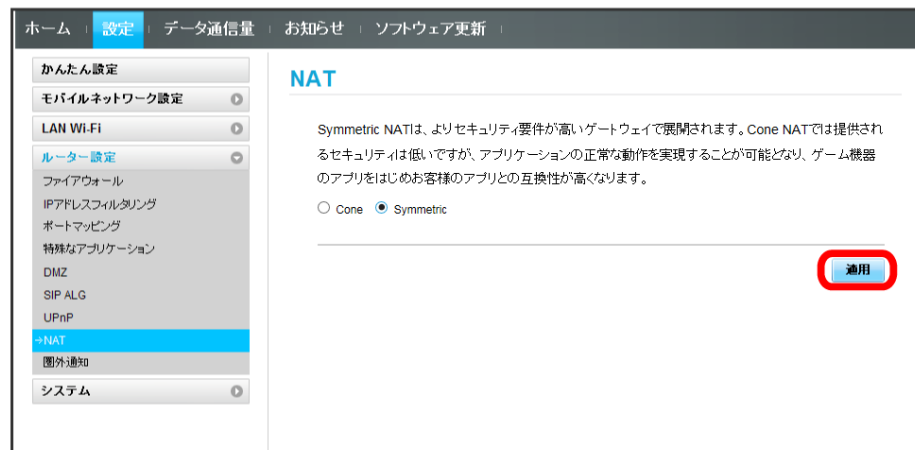 ホーム 設定 データ通信量 お知らせ ソフトウェア更新
かんたん設定
モバイルネットワーク設定
LAN Wi-Fi
ルーター設定
ファイアウォール
IPアドレスフィルタリング
ポートマッピング
特殊なアプリケーション
DMZ
SIP ALG
UPnP
→NAT
圏外通知
システム
NAT
Symmetric NATは、よりセキュリティ要件が高いゲートウェイで展開されます。Cone NATでは提供され
るセキュリティは低いですが、アプリケーションの正常な動作を実現することが可能となり、ゲーム機器
のアプリをはじめお客様のアプリとの互換性が高くなります。
Cone Symmetric
適用